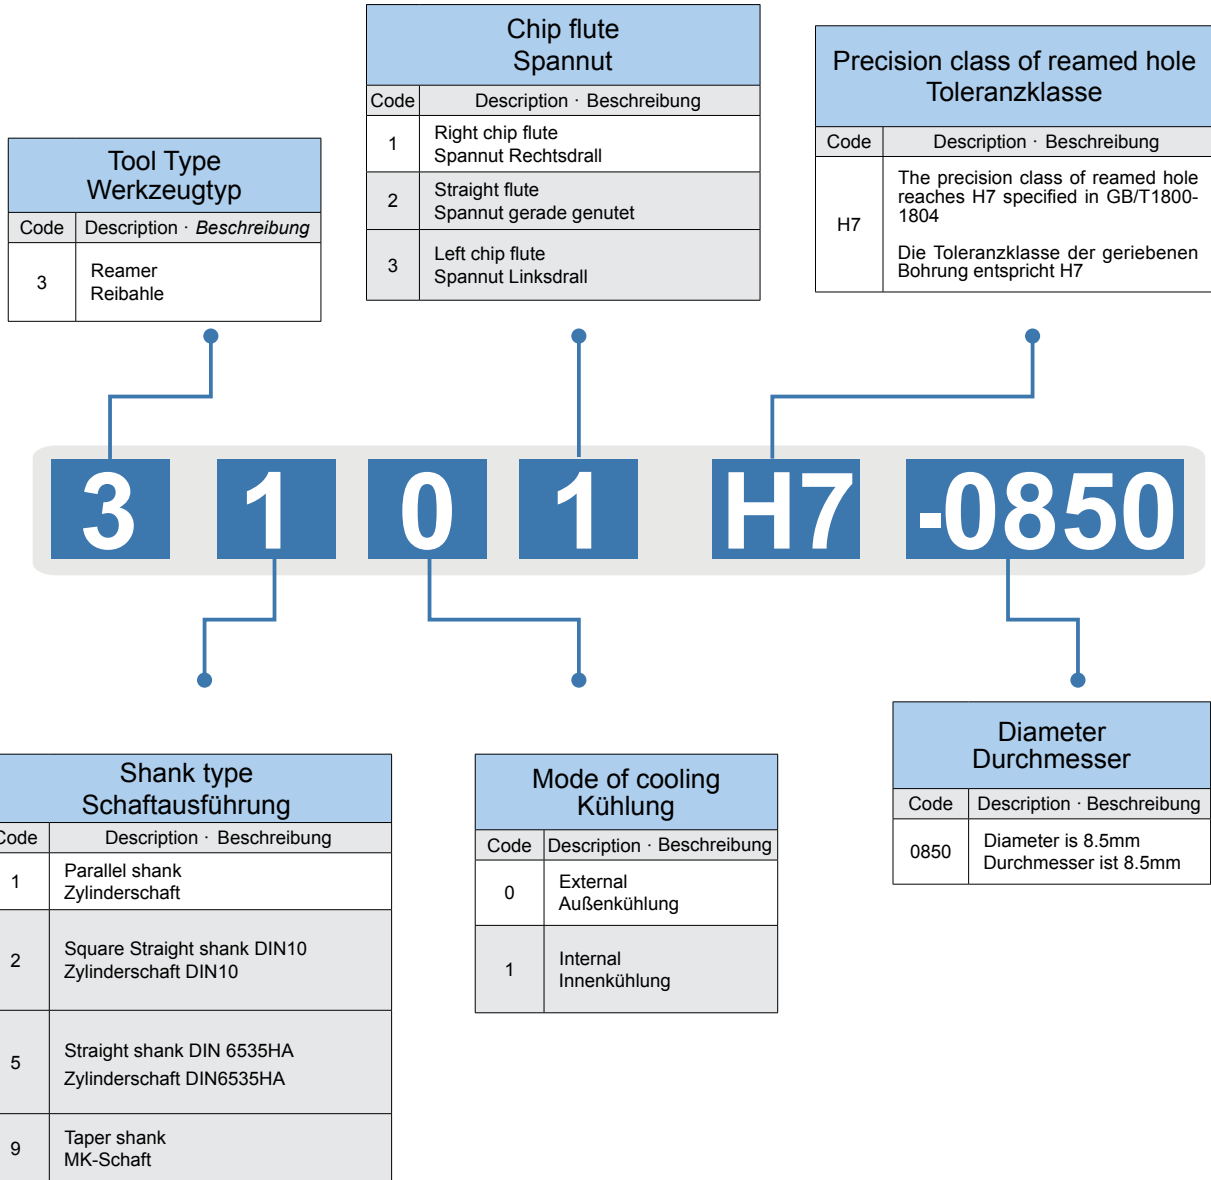 Tool Type
Werkzeugtyp
Code Description · Beschreibung
3 Reamer
Reibahle
Chip flute
Spannut
Code Description · Beschreibung
1 Right chip flute
Spannut Rechtsdrall
2 Straight flute
Spannut gerade genutet
3 Left chip flute
Spannut Linksdrall
Precision class of reamed hole
Toleranzklasse
Code Description · Beschreibung
H7 The precision class of reamed hole
reaches H7 specified in GB/T1800-
1804
Die Toleranzklasse der geriebenen
Bohrung entspricht H7
3 1 0 1 H7 -0850
Shank type
Schaftausführung
Code Description · Beschreibung
1 Parallel shank
Zylinderschaft
2 Square Straight shank DIN10
Zylinderschaft DIN10
5 Straight shank DIN 6535HA
Zylinderschaft DIN6535HA
9 Taper shank
MK-Schaft
Mode of cooling
Kühlung
Code Description · Beschreibung
0 External
Außenkühlung
1 Internal
Innenkühlung
Diameter
Durchmesser
Code Description · Beschreibung
0850 Diameter is 8.5mm
Durchmesser ist 8.5mm